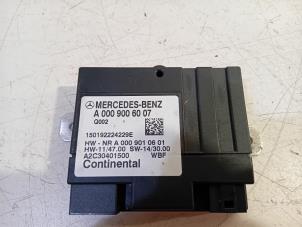 MERCEDES-BENZ
A 000 900 60 07
Q002
150192224229E
HW - NR A 000 901 06 01
HW-11/47.00 SW-14/30.00
A2C30401500 WBF
Continental